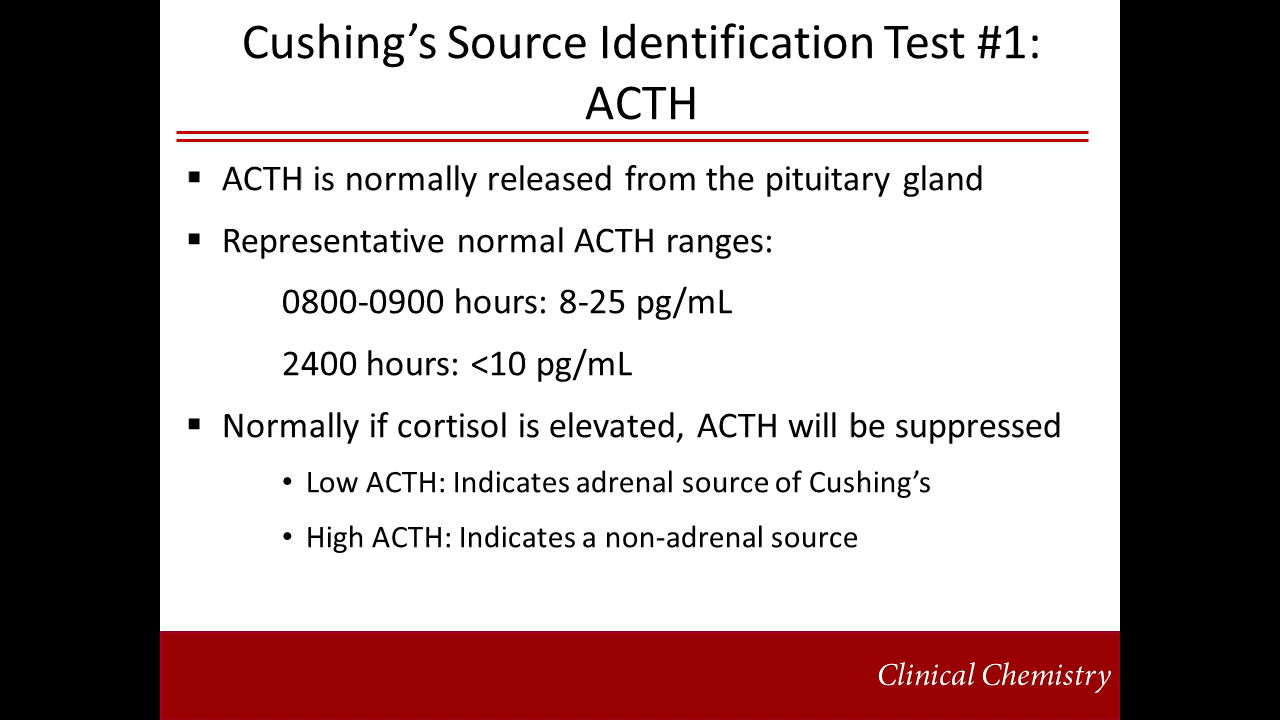 Cushing’s Source Identification Test #1:
ACTH
▪ ACTH is normally released from the pituitary gland
▪ Representative normal ACTH ranges:
0800-0900 hours: 8-25 pg/mL
2400 hours: <10 pg/mL
▪ Normally if cortisol is elevated, ACTH will be suppressed
• Low ACTH: Indicates adrenal source of Cushing’s
• High ACTH: Indicates a non-adrenal source
Clinical Chemistry